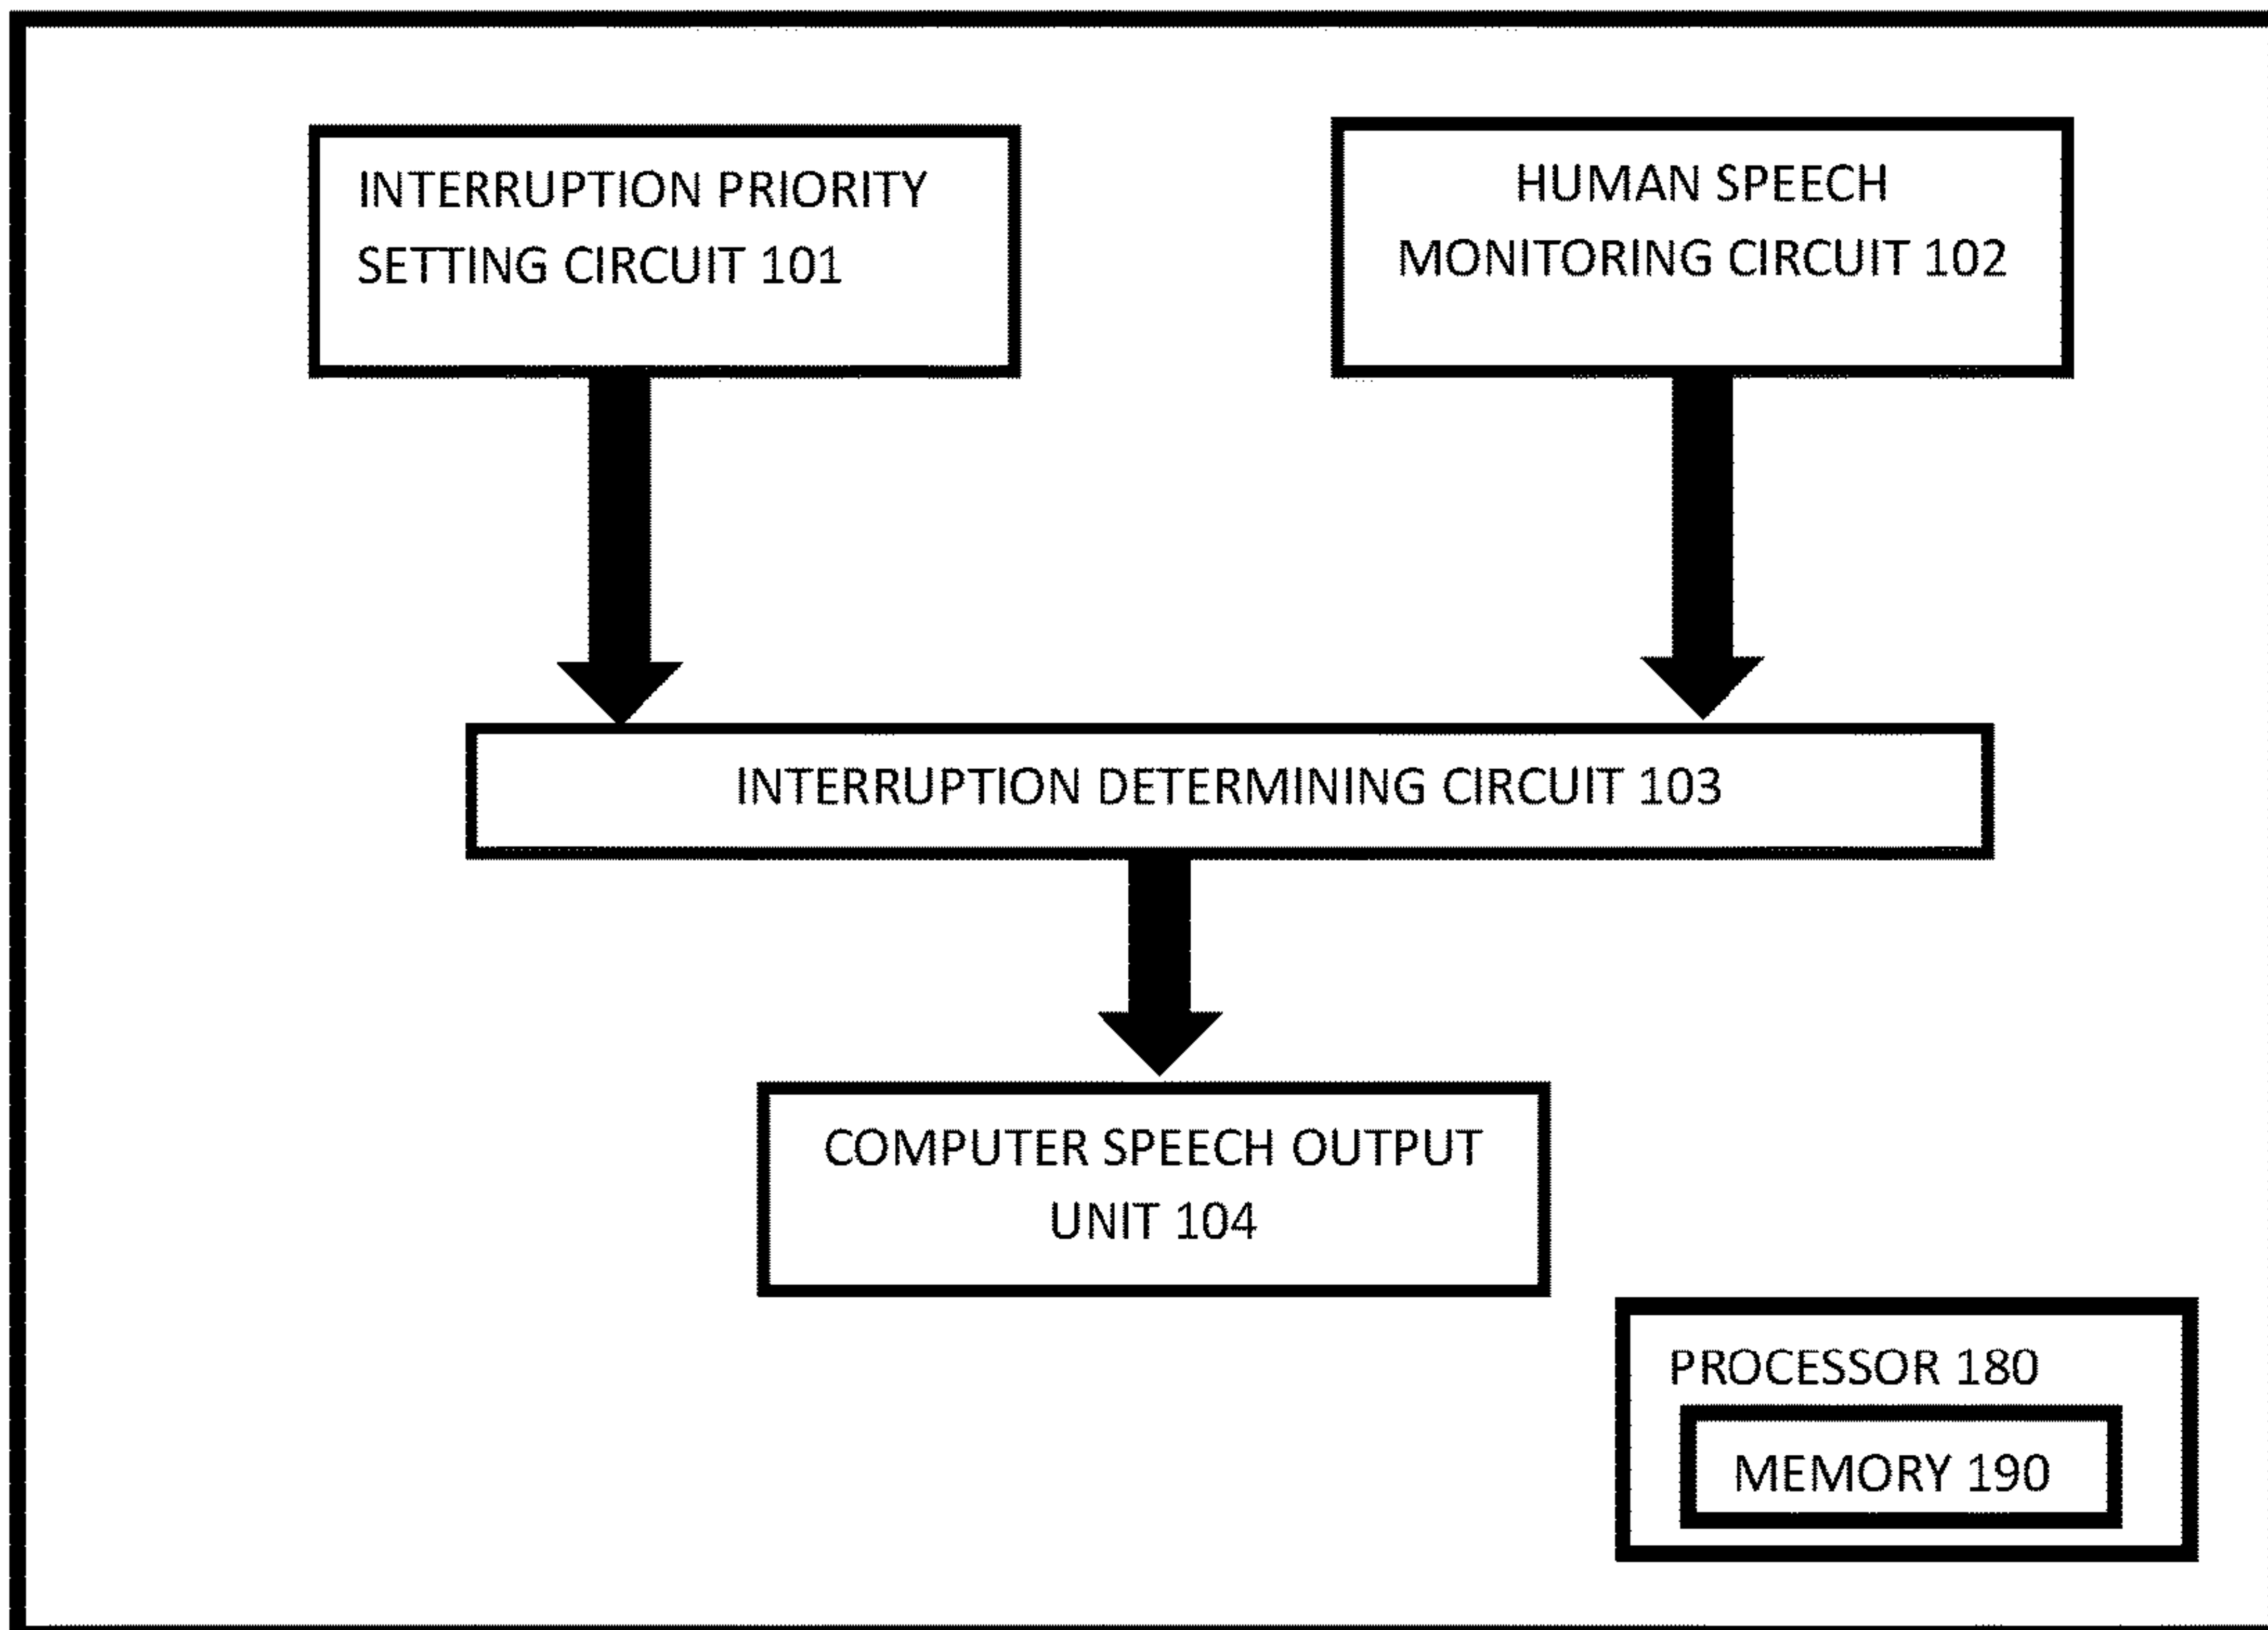 INTERRUPTION PRIORITY
SETTING CIRCUIT 101
HUMAN SPEECH
MONITORING CIRCUIT 102
INTERRUPTION DETERMINING CIRCUIT 103
COMPUTER SPEECH OUTPUT
UNIT 104
PROCESSOR 180
MEMORY 190